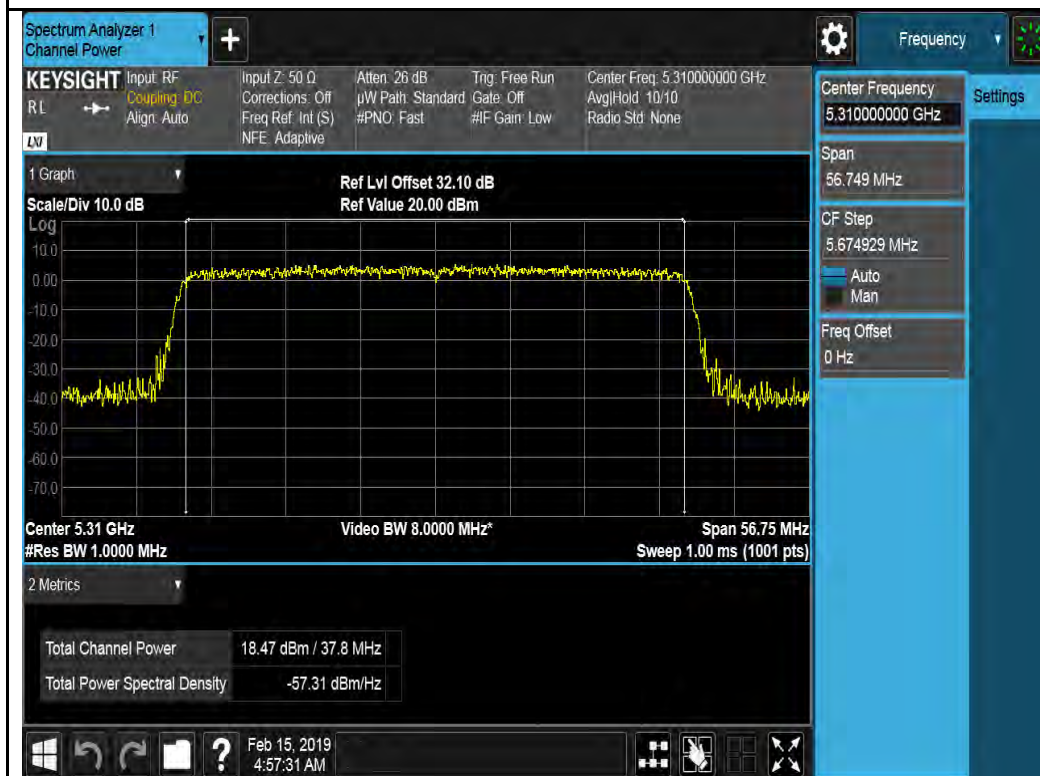 Spectrum Analyzer 1
Channel Power
+
Frequency
KEYSIGHT
RL
LXI
Input: RF
Coupling: DC
Align: Auto
Input Z: 50 Ω
Corrections: Off
Freq Ref: Int (S)
NFE: Adaptive
Atten: 26 dB
µW Path: Standard
#PNO: Fast
Trig: Free Run
Gate: Off
#IF Gain: Low
Center Freq: 5.310000000 GHz
Avg|Hold: 10/10
Radio Std: None
Center Frequency
5.310000000 GHz
Settings
Span
56.749 MHz
CF Step
5.674929 MHz
Auto
Man
Freq Offset
0 Hz
1 Graph
Scale/Div 10.0 dB
Ref Lvl Offset 32.10 dB
Ref Value 20.00 dBm
Log
10.0
0.00
-10.0
-20.0
-30.0
-40.0
-50.0
-60.0
-70.0
Center 5.31 GHz
Video BW 8.0000 MHz*
Span 56.75 MHz
#Res BW 1.0000 MHz
Sweep 1.00 ms (1001 pts)
2 Metrics
Total Channel Power 18.47 dBm / 37.8 MHz
Total Power Spectral Density -57.31 dBm/Hz
?
Feb 15, 2019
4:57:31 AM